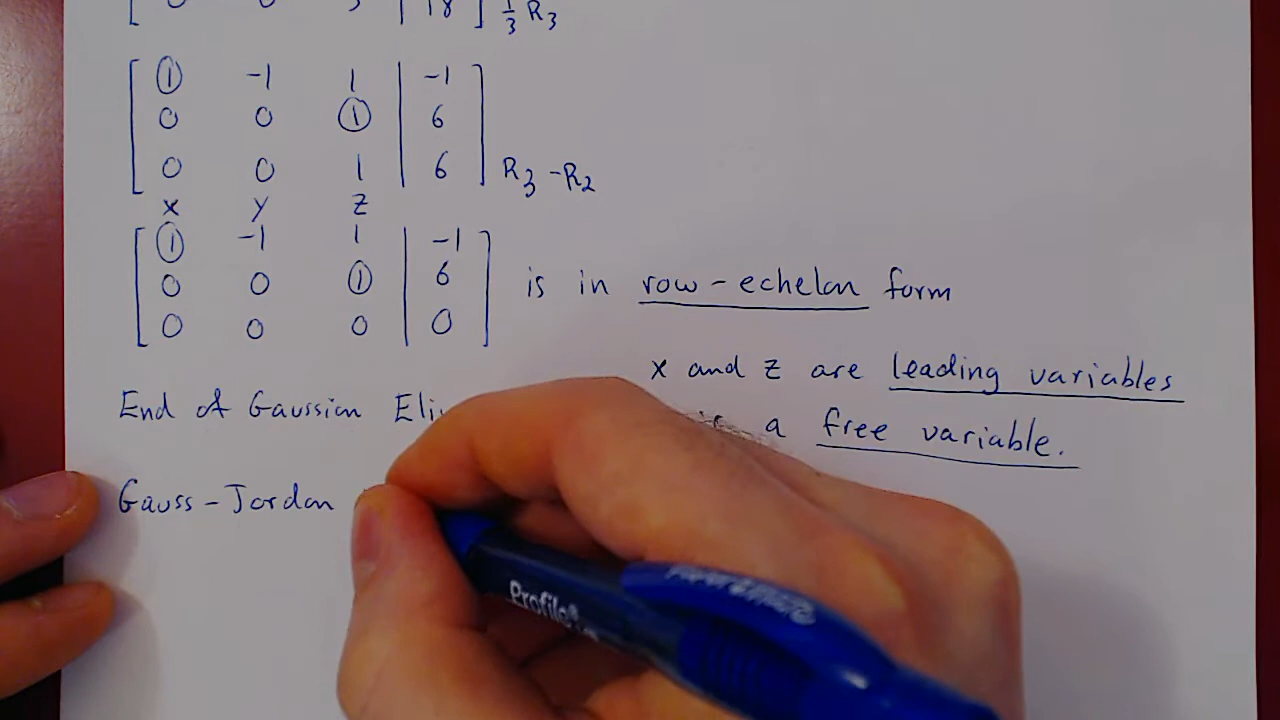 18 ] 1/3 R3
[ 1 -1 1 | -1 ]
0 0 1 | 6
0 0 1 | 6 R3 - R2
x y z
[ 1 -1 1 | -1 ]
0 0 1 | 6 is in row-echelon form
0 0 0 | 0
x and z are leading variables
End of Gaussian Eli
a free variable.
Gauss-Jordan
Profile